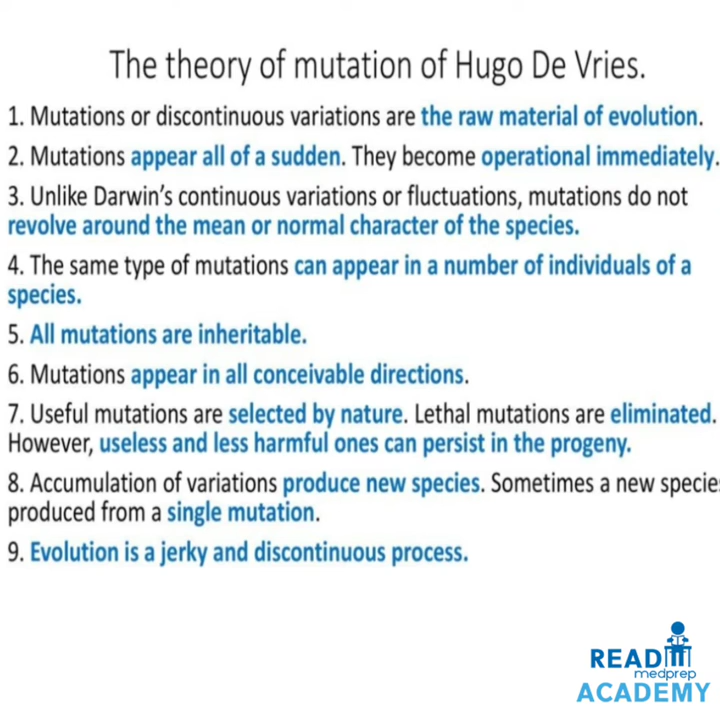 The theory of mutation of Hugo De Vries.
1. Mutations or discontinuous variations are the raw material of evolution.
2. Mutations appear all of a sudden. They become operational immediately.
3. Unlike Darwin's continuous variations or fluctuations, mutations do not
revolve around the mean or normal character of the species.
4. The same type of mutations can appear in a number of individuals of a
species.
5. All mutations are inheritable.
6. Mutations appear in all conceivable directions.
7. Useful mutations are selected by nature. Lethal mutations are eliminated.
However, useless and less harmful ones can persist in the progeny.
8. Accumulation of variations produce new species. Sometimes a new specie
produced from a single mutation.
9. Evolution is a jerky and discontinuous process.
READ
medprep
ACADEMY